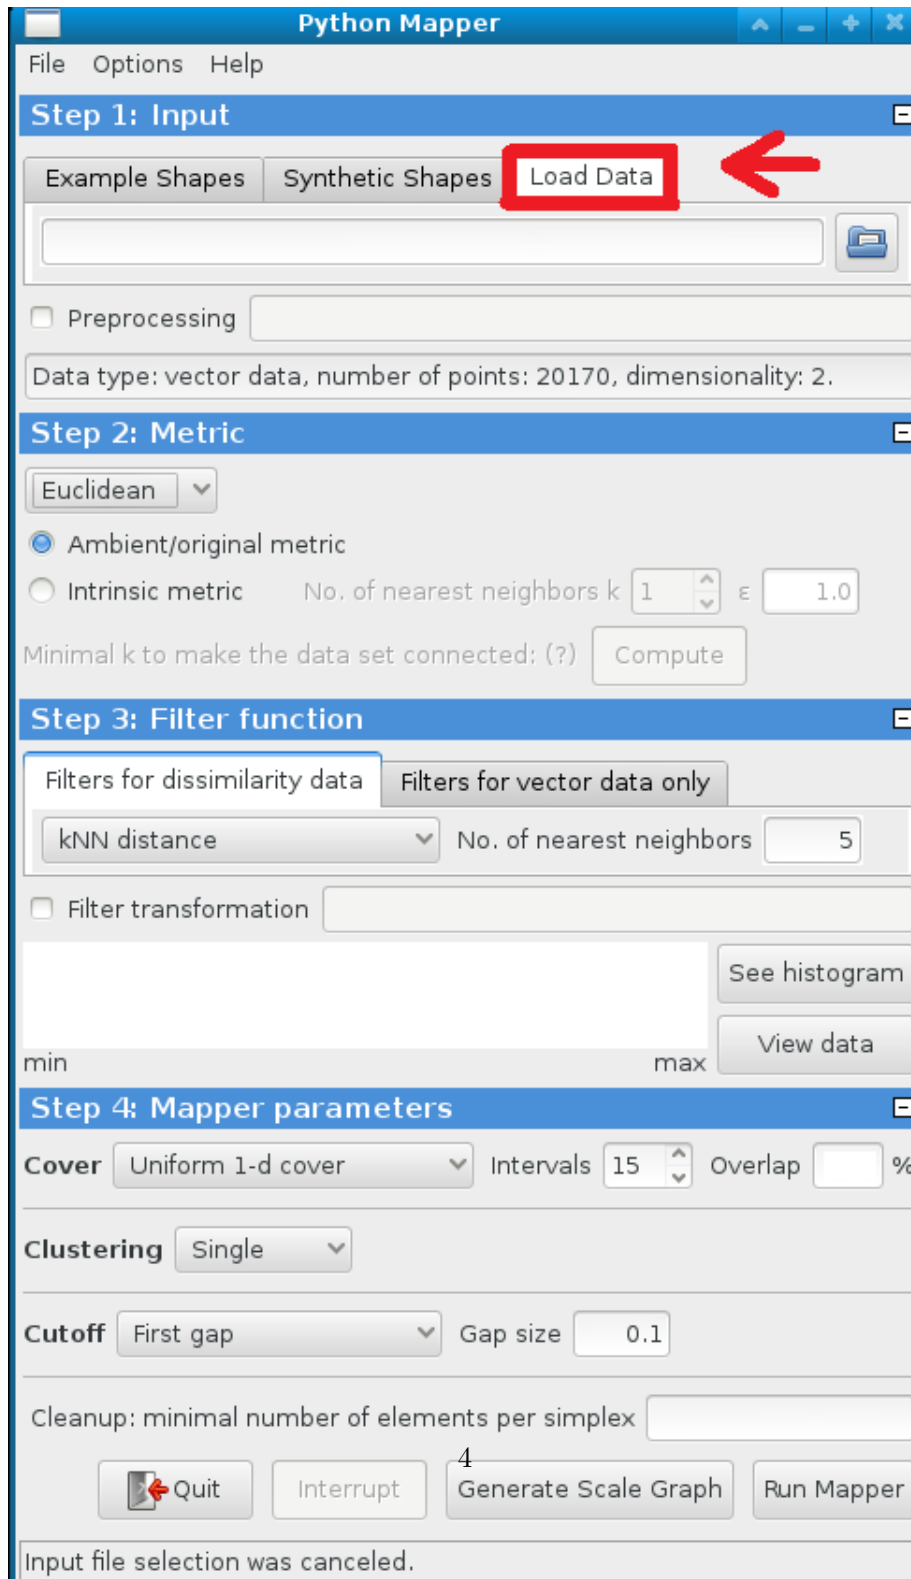 Python Mapper
File Options Help
Step 1: Input
Example Shapes Synthetic Shapes Load Data
Preprocessing
Data type: vector data, number of points: 20170, dimensionality: 2.
Step 2: Metric
Euclidean
Ambient/original metric
Intrinsic metric No. of nearest neighbors k 1 ε 1.0
Minimal k to make the data set connected: (?) Compute
Step 3: Filter function
Filters for dissimilarity data Filters for vector data only
kNN distance No. of nearest neighbors 5
Filter transformation
See histogram
View data
min max
Step 4: Mapper parameters
Cover Uniform 1-d cover Intervals 15 Overlap %
Clustering Single
Cutoff First gap Gap size 0.1
Cleanup: minimal number of elements per simplex
4
Quit Interrupt Generate Scale Graph Run Mapper
Input file selection was canceled.